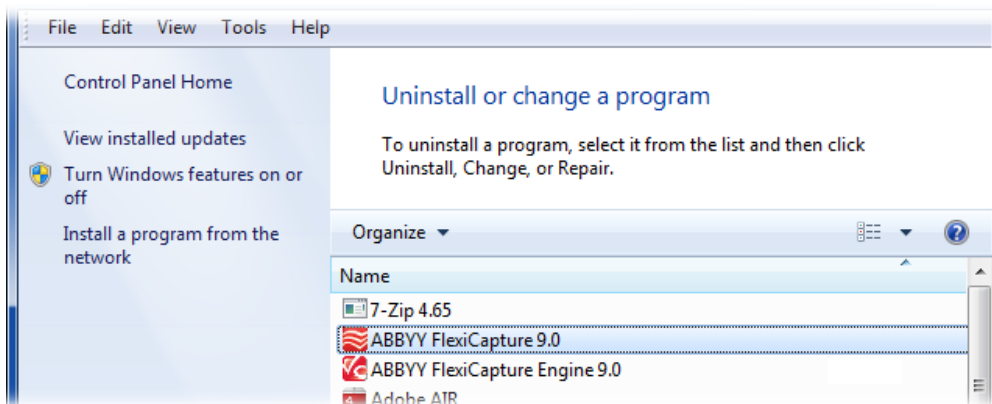 File Edit View Tools Help
Control Panel Home
View installed updates
Turn Windows features on or
off
Install a program from the
network
Uninstall or change a program
To uninstall a program, select it from the list and then click
Uninstall, Change, or Repair.
Organize
Name
7-Zip 4.65
ABBYY FlexiCapture 9.0
ABBYY FlexiCapture Engine 9.0
Adobe AIR